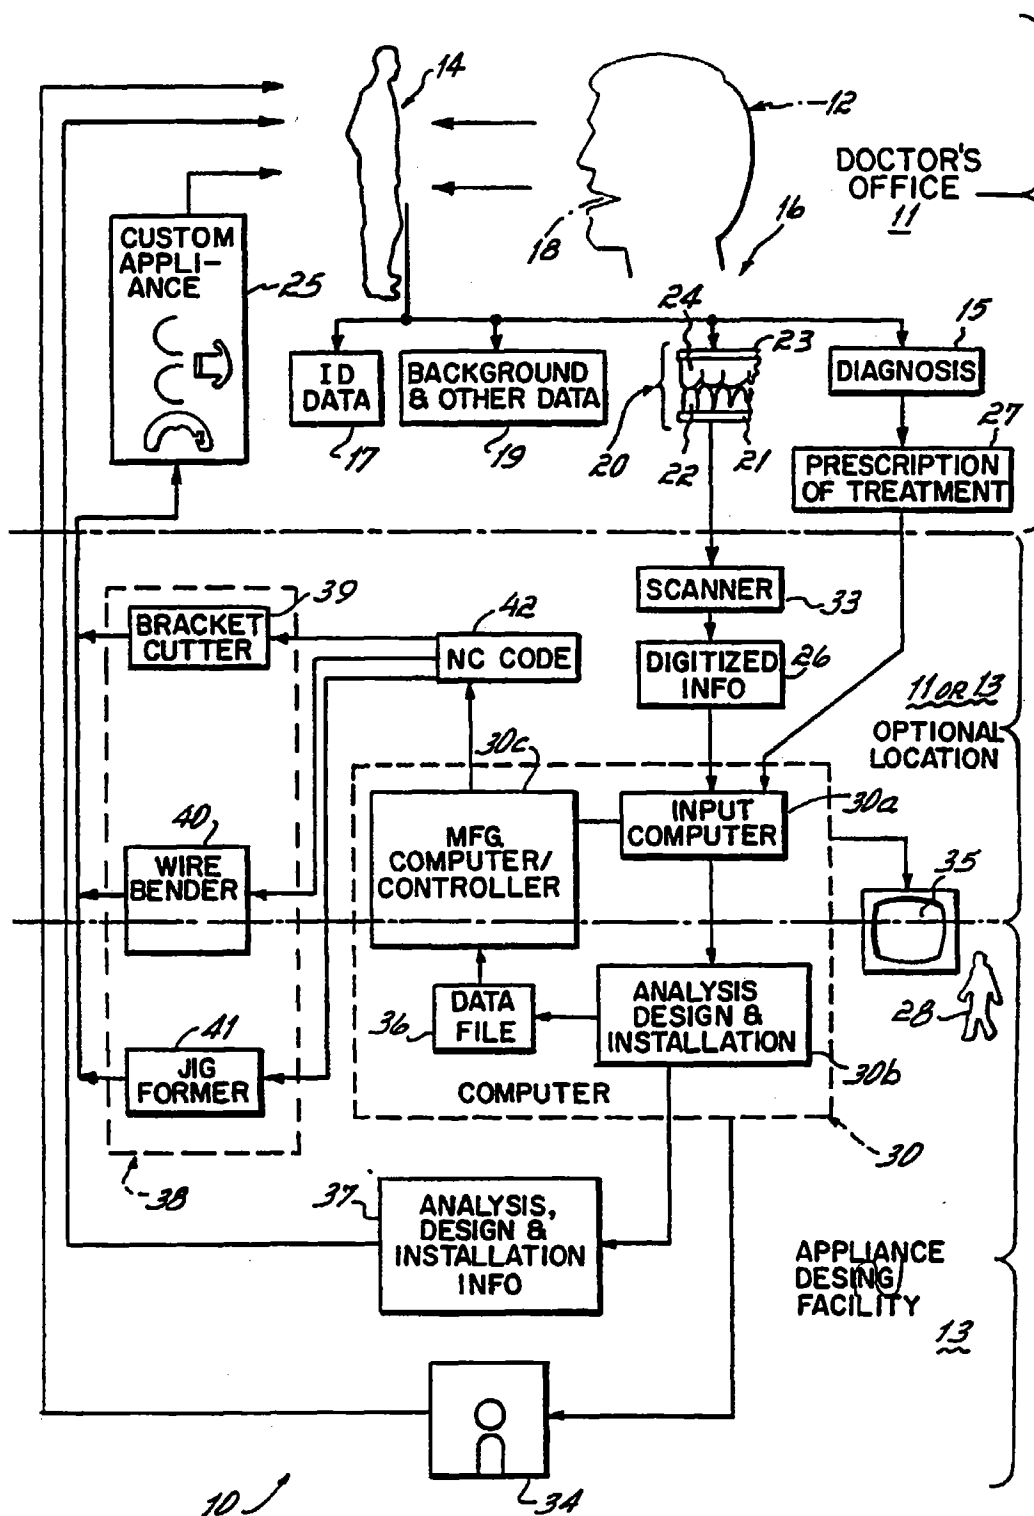 14
12
DOCTOR'S
OFFICE
11
16
18
CUSTOM
APPLI-
ANCE
25
24
23
15
ID
DATA
BACKGROUND
& OTHER DATA
DIAGNOSIS
17
19
20
22
21
27
PRESCRIPTION
OF TREATMENT
SCANNER
33
39
BRACKET
CUTTER
42
NC CODE
DIGITIZED
INFO
26
11 OR 13
OPTIONAL
LOCATION
30c
30a
MFG.
COMPUTER/
CONTROLLER
INPUT
COMPUTER
40
WIRE
BENDER
35
28
DATA
FILE
36
ANALYSIS
DESIGN &
INSTALLATION
30b
41
JIG
FORMER
COMPUTER
30
38
37
ANALYSIS,
DESIGN &
INSTALLATION
INFO
APPLIANCE
DESING
FACILITY
13
34
10